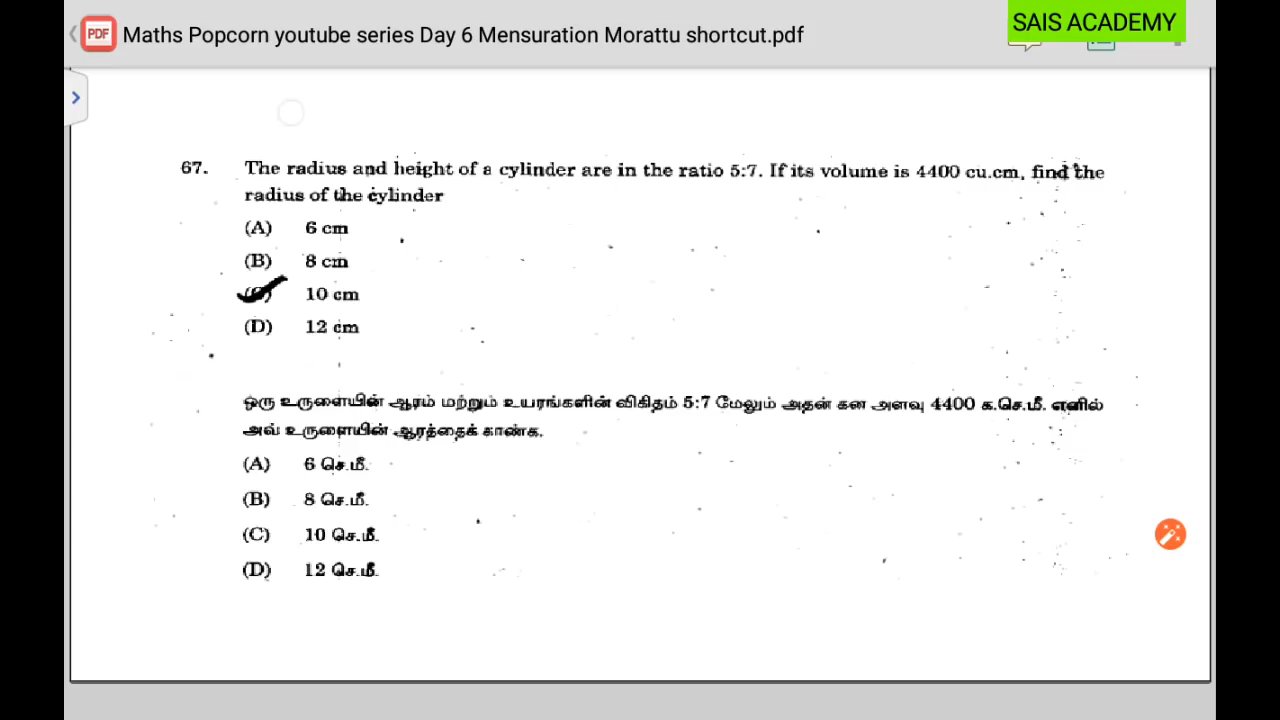 Maths Popcorn youtube series Day 6 Mensuration Morattu shortcut.pdf
SAIS ACADEMY
PDF
67. The radius and height of a cylinder are in the ratio 5:7. If its volume is 4400 cu.cm, find the
radius of the cylinder
(A) 6 cm
(B) 8 cm
(C) 10 cm
(D) 12 cm
ஒரு உருளையின் ஆரம் மற்றும் உயரங்களின் விகிதம் 5:7 மேலும் அதன் கன அளவு 4400 க.செ.மீ. எனில்
அவ் உருளையின் ஆரத்தைக் காண்க.
(A) 6 செ.மீ.
(B) 8 செ.மீ.
(C) 10 செ.மீ.
(D) 12 செ.மீ.